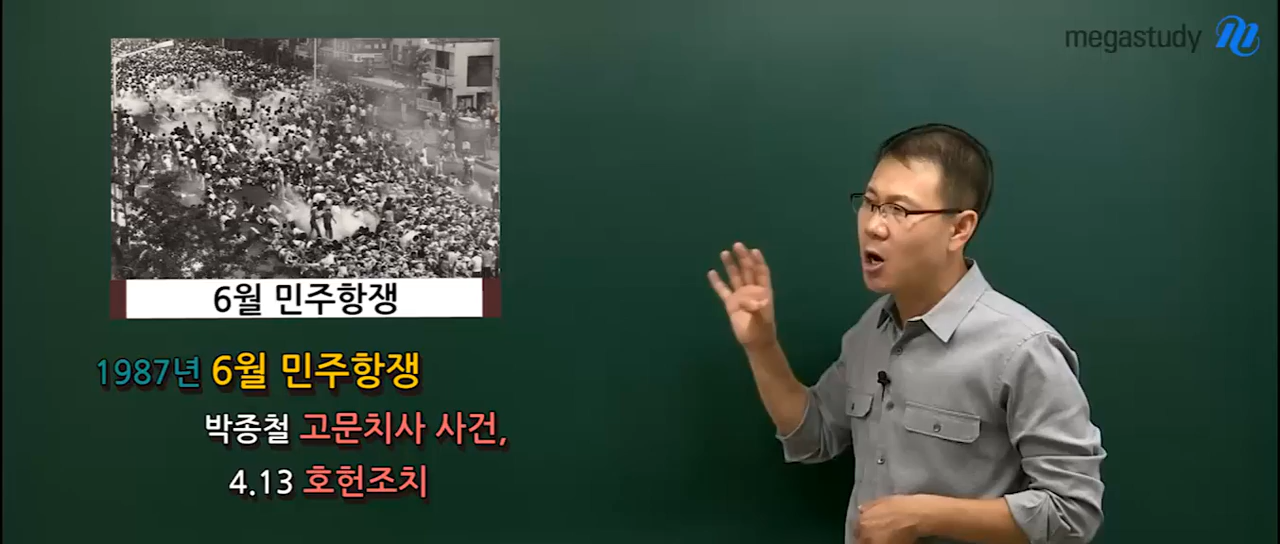 megastudy
6월 민주항쟁
1987년 6월 민주항쟁
박종철 고문치사 사건,
4.13 호헌조치